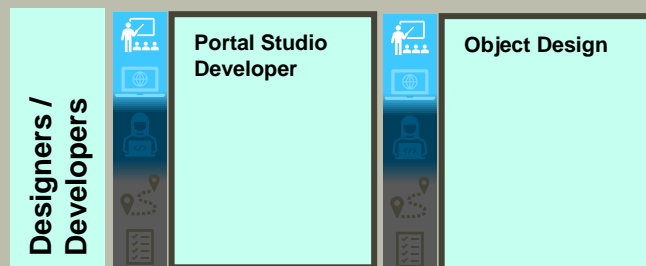 Designers /
Developers
Portal Studio
Developer
Object Design